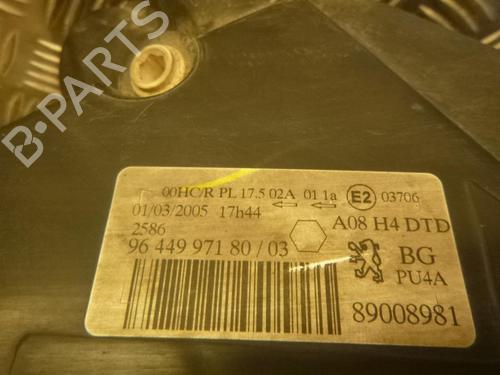 B-PARTS
00HC/R PL 17.5 02A 01 1a E2 03706
01/03/2005 17h44
A08 H4 DTD
2586
96 449 971 80 / 03
BG
PU4A
89008981